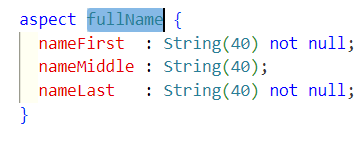 aspect fullName {
  nameFirst  : String(40) not null;
  nameMiddle : String(40);
  nameLast   : String(40) not null;
}